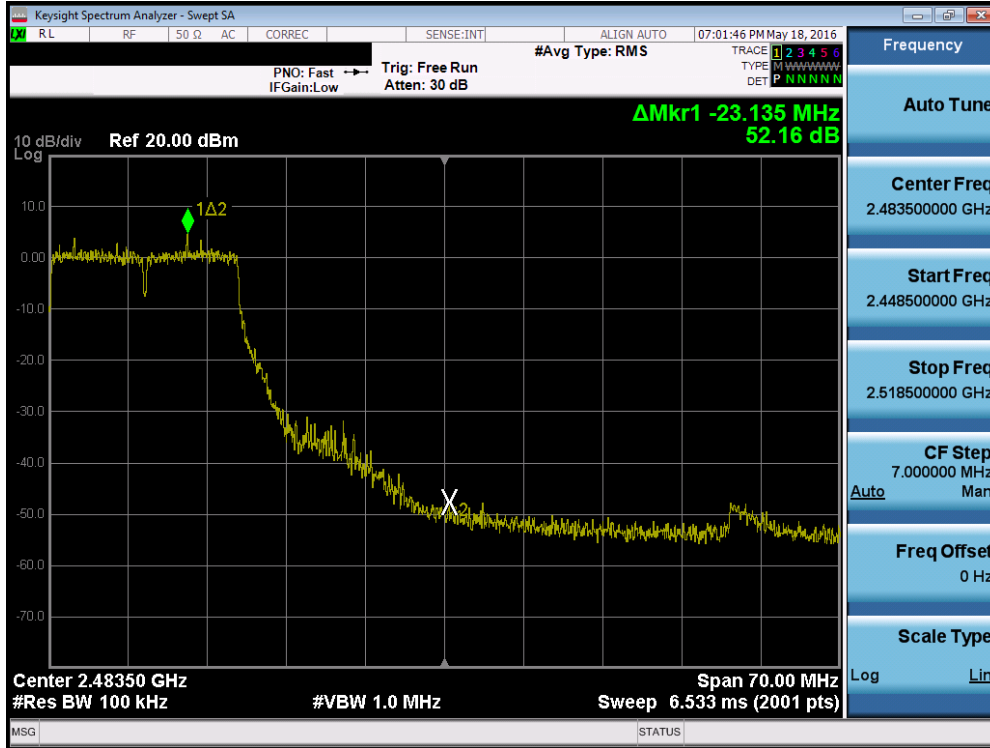 Keysight Spectrum Analyzer - Swept SA
LXI RL RF 50 Ω AC CORREC SENSE:INT ALIGN AUTO 07:01:46 PM May 18, 2016
#Avg Type: RMS
TRACE 1 2 3 4 5 6
PNO: Fast Trig: Free Run
TYPE M WWWWW
IFGain:Low Atten: 30 dB
DET P N N N N N
ΔMkr1 -23.135 MHz
52.16 dB
10 dB/div Ref 20.00 dBm
Log
10.0
1Δ2
0.00
-10.0
-20.0
-30.0
-40.0
-50.0
X2
-60.0
-70.0
Center 2.48350 GHz Span 70.00 MHz
#Res BW 100 kHz #VBW 1.0 MHz Sweep 6.533 ms (2001 pts)
MSG STATUS
Frequency
Auto Tune
Center Freq
2.483500000 GHz
Start Freq
2.448500000 GHz
Stop Freq
2.518500000 GHz
CF Step
7.000000 MHz
Auto Man
Freq Offset
0 Hz
Scale Type
Log Lin